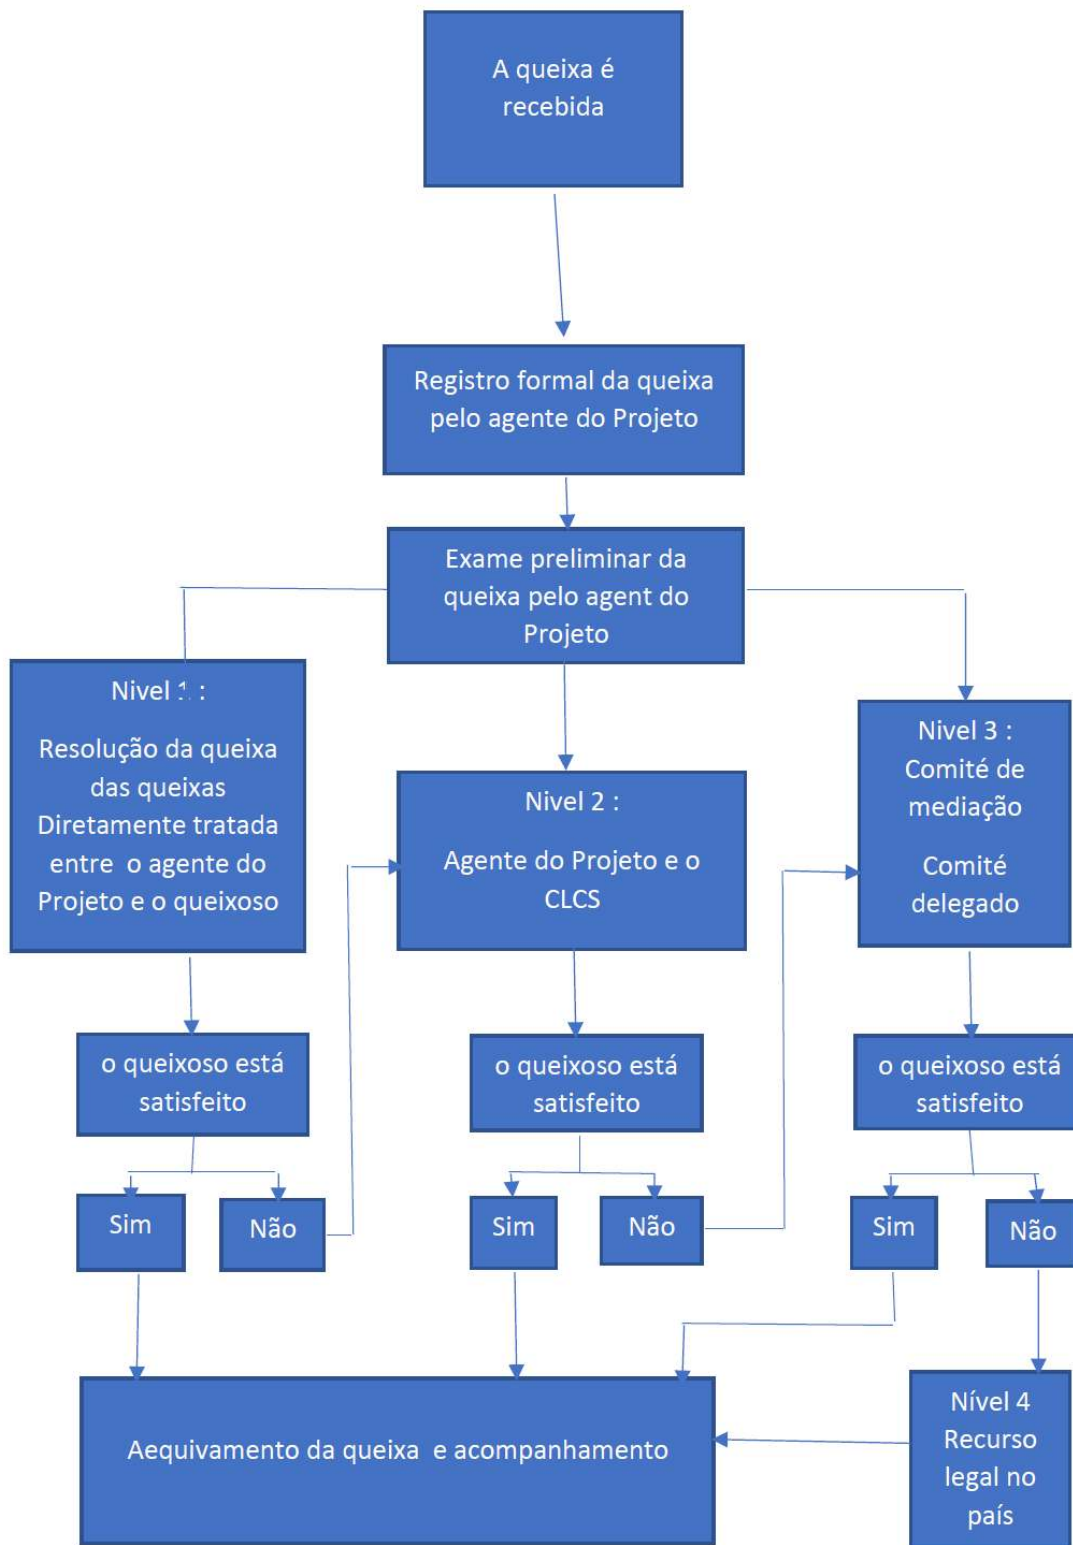 A queixa é
recebida
Registro formal da queixa
pelo agente do Projeto
Exame preliminar da
queixa pelo agent do
Projeto
Nivel 1 :
Resolução da queixa
das queixas
Diretamente tratada
entre o agente do
Projeto e o queixoso
Nivel 2 :
Agente do Projeto e o
CLCS
Nivel 3 :
Comité de
mediação
Comité
delegado
o queixoso está
satisfeito
o queixoso está
satisfeito
o queixoso está
satisfeito
Sim
Não
Sim
Não
Sim
Não
Aequivamento da queixa e acompanhamento
Nível 4
Recurso
legal no
país